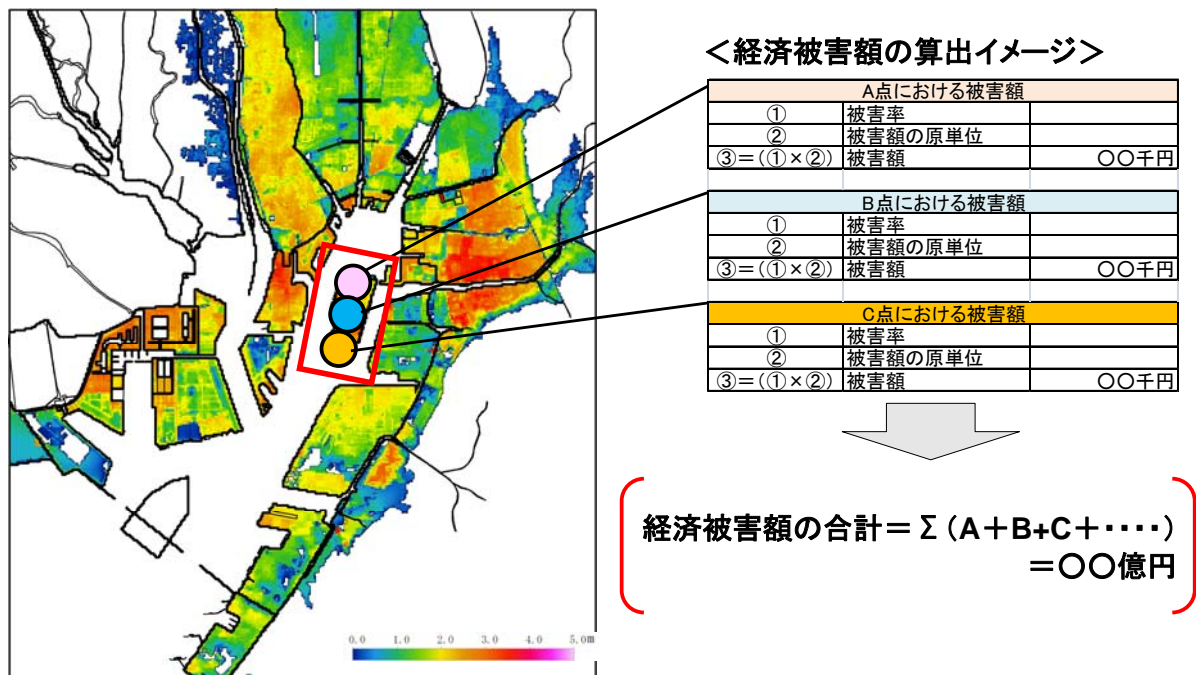 ＜経済被害額の算出イメージ＞
A点における被害額
① 被害率
② 被害額の原単位
③＝(①×②) 被害額 〇〇千円
B点における被害額
① 被害率
② 被害額の原単位
③＝(①×②) 被害額 〇〇千円
C点における被害額
① 被害率
② 被害額の原単位
③＝(①×②) 被害額 〇〇千円
経済被害額の合計＝Σ（A＋B+C＋・・・・）
＝〇〇億円
0.0 1.0 2.0 3.0 4.0 5.0m